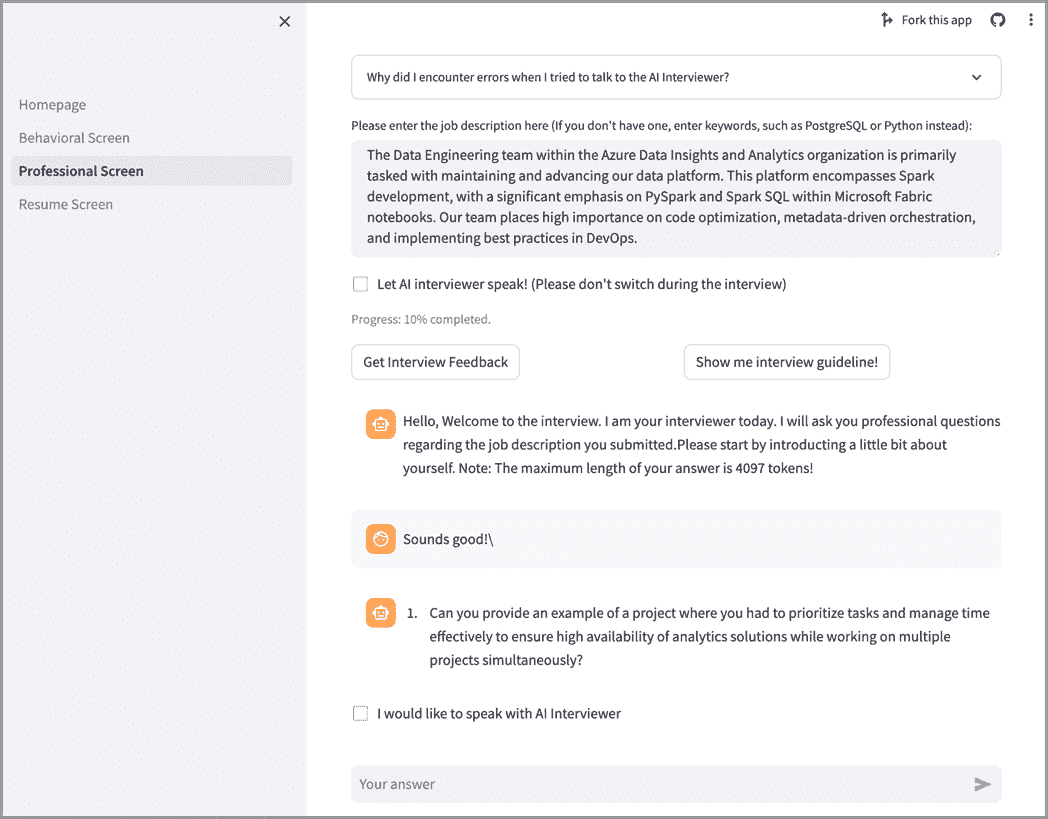 Fork this app
Homepage
Behavioral Screen
Professional Screen
Resume Screen
Why did I encounter errors when I tried to talk to the AI Interviewer?
Please enter the job description here (If you don't have one, enter keywords, such as PostgreSQL or Python instead):
The Data Engineering team within the Azure Data Insights and Analytics organization is primarily
tasked with maintaining and advancing our data platform. This platform encompasses Spark
development, with a significant emphasis on PySpark and Spark SQL within Microsoft Fabric
notebooks. Our team places high importance on code optimization, metadata-driven orchestration,
and implementing best practices in DevOps.
Let AI interviewer speak! (Please don't switch during the interview)
Progress: 10% completed.
Get Interview Feedback
Show me interview guideline!
Hello, Welcome to the interview. I am your interviewer today. I will ask you professional questions
regarding the job description you submitted.Please start by introducting a little bit about
yourself. Note: The maximum length of your answer is 4097 tokens!
Sounds good!\
1. Can you provide an example of a project where you had to prioritize tasks and manage time
effectively to ensure high availability of analytics solutions while working on multiple
projects simultaneously?
I would like to speak with AI Interviewer
Your answer